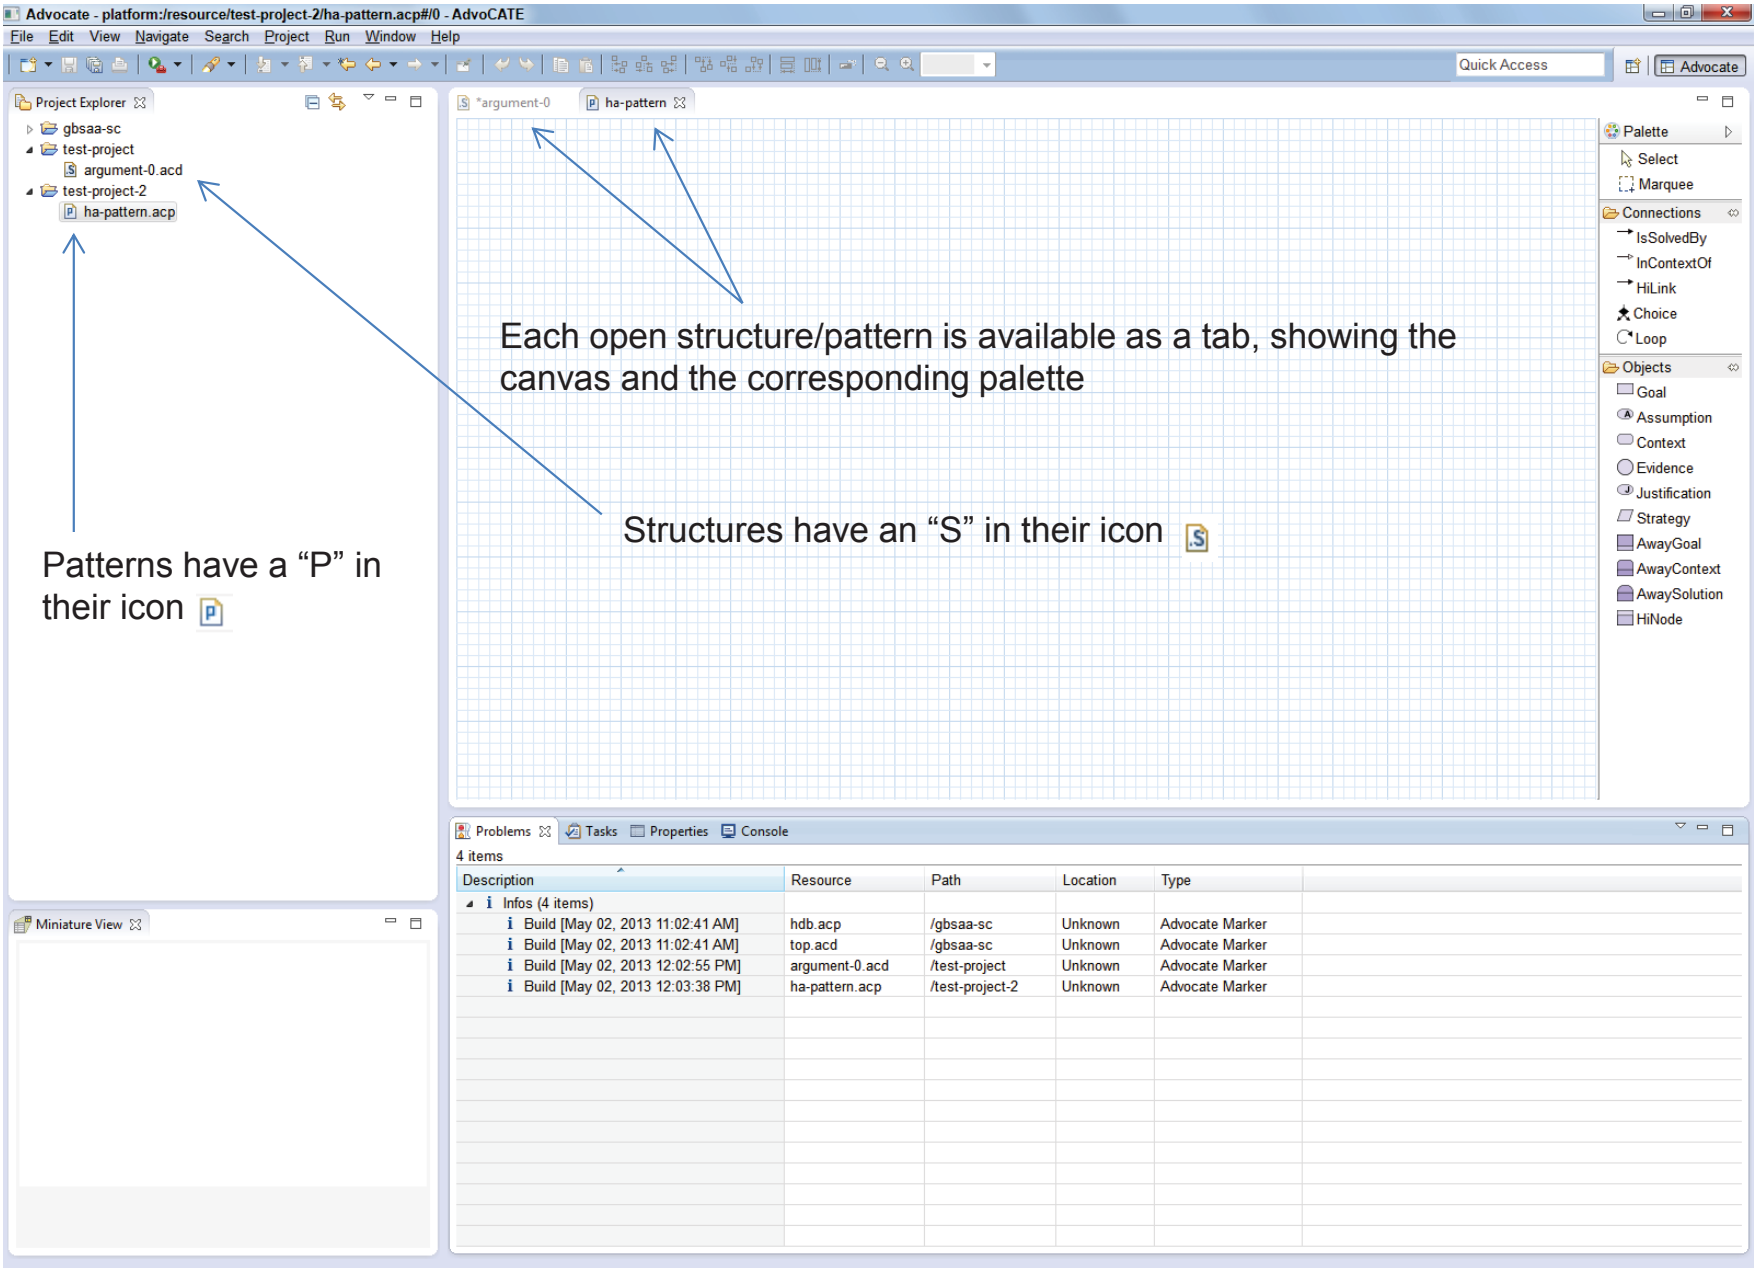 Advocate - platform:/resource/test-project-2/ha-pattern.acp#/0 - AdvoCATE
File Edit View Navigate Search Project Run Window Help
Quick Access
Advocate
Project Explorer
gbsaa-sc
test-project
argument-0.acd
test-project-2
ha-pattern.acp
Patterns have a “P” in
their icon
P
*argument-0
ha-pattern
Each open structure/pattern is available as a tab, showing the
canvas and the corresponding palette
Structures have an “S” in their icon
.S
Palette
Select
Marquee
Connections
IsSolvedBy
InContextOf
HiLink
Choice
Loop
Objects
Goal
Assumption
Context
Evidence
Justification
Strategy
AwayGoal
AwayContext
AwaySolution
HiNode
Miniature View
Problems Tasks Properties Console
4 items
Description Resource Path Location Type
Infos (4 items)
Build [May 02, 2013 11:02:41 AM] hdb.acp /gbsaa-sc Unknown Advocate Marker
Build [May 02, 2013 11:02:41 AM] top.acd /gbsaa-sc Unknown Advocate Marker
Build [May 02, 2013 12:02:55 PM] argument-0.acd /test-project Unknown Advocate Marker
Build [May 02, 2013 12:03:38 PM] ha-pattern.acp /test-project-2 Unknown Advocate Marker